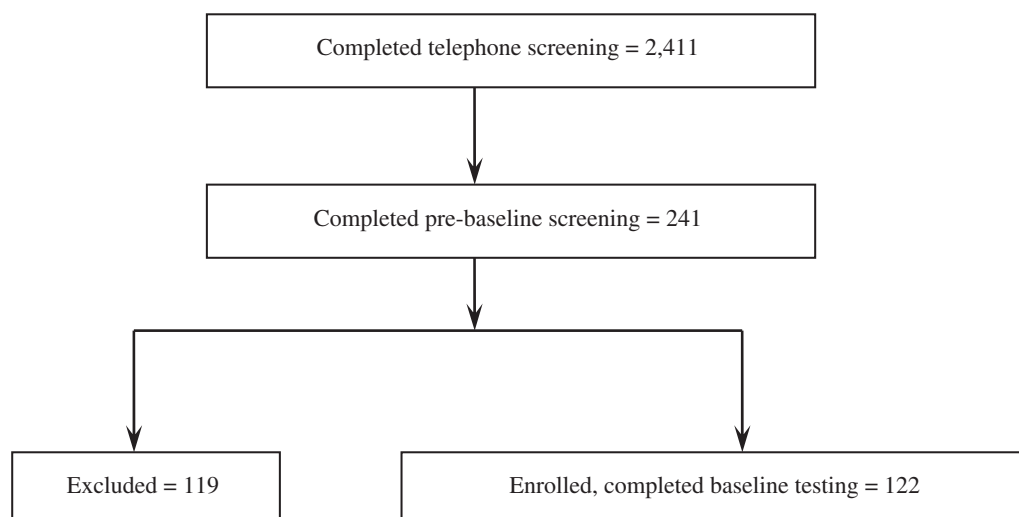 Completed telephone screening = 2,411
Completed pre-baseline screening = 241
Excluded = 119
Enrolled, completed baseline testing = 122